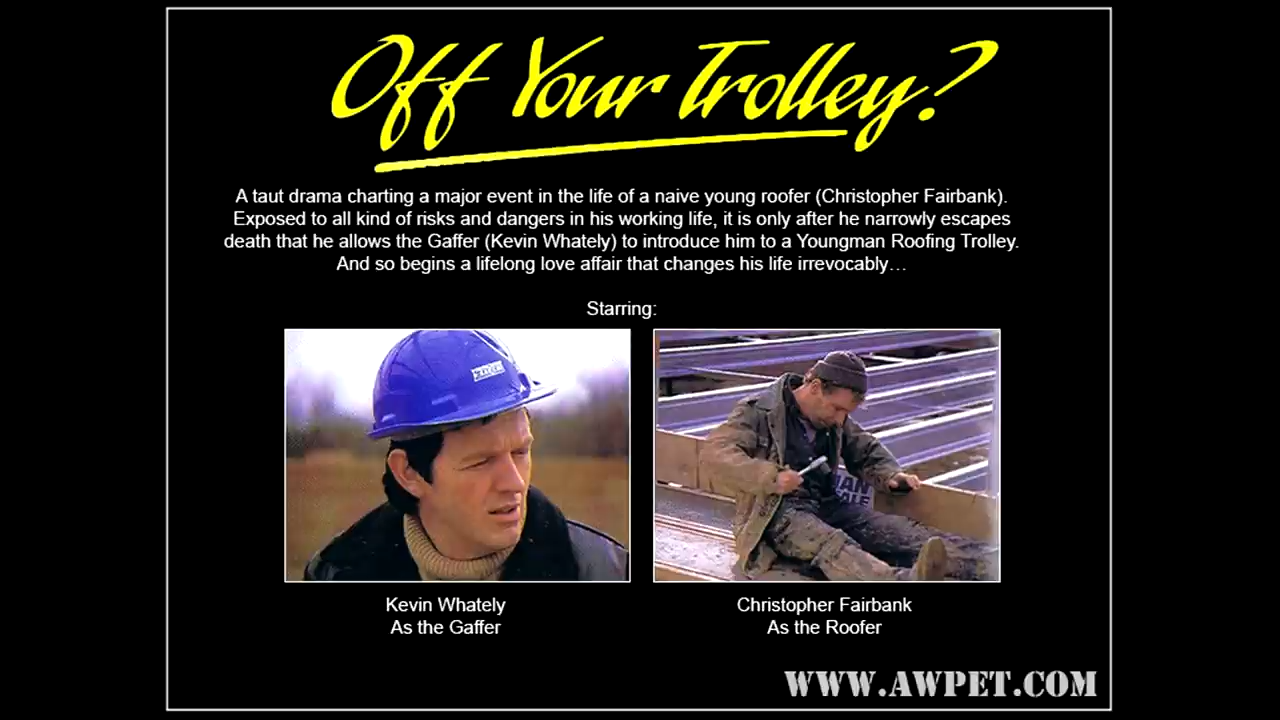 Off Your Trolley?
A taut drama charting a major event in the life of a naive young roofer (Christopher Fairbank).
Exposed to all kind of risks and dangers in his working life, it is only after he narrowly escapes
death that he allows the Gaffer (Kevin Whately) to introduce him to a Youngman Roofing Trolley.
And so begins a lifelong love affair that changes his life irrevocably…
Starring:
Kevin Whately
As the Gaffer
Christopher Fairbank
As the Roofer
WWW.AWPET.COM